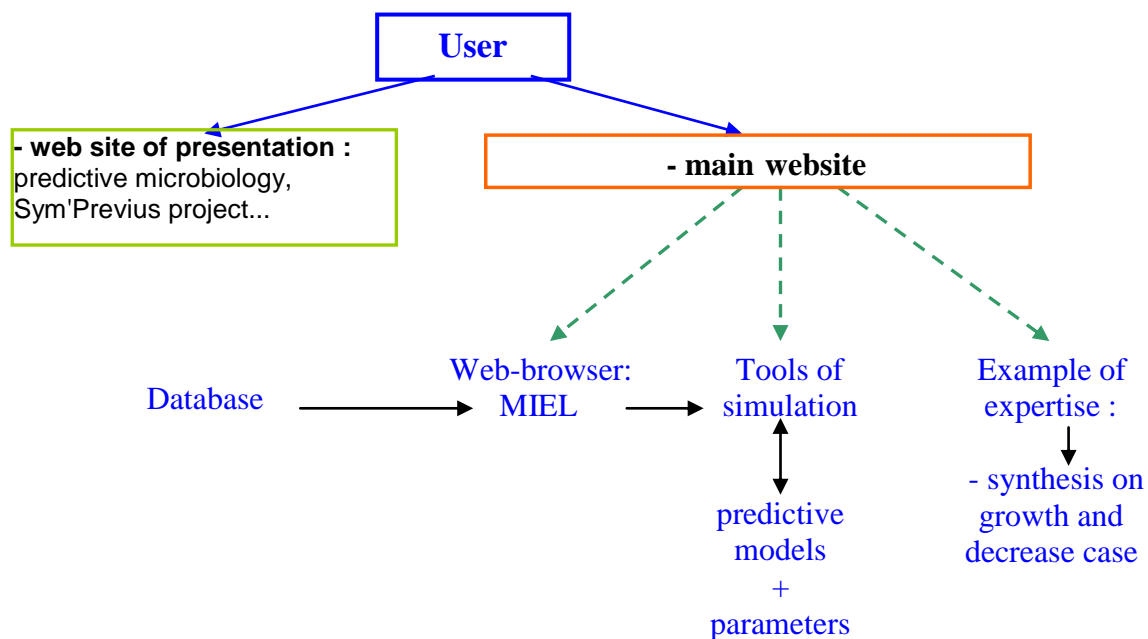 User
- web site of presentation :
predictive microbiology,
Sym'Previus project...
- main website
Database
Web-browser:
MIEL
Tools of
simulation
predictive
models
+
parameters
Example of
expertise :
- synthesis on
growth and
decrease case